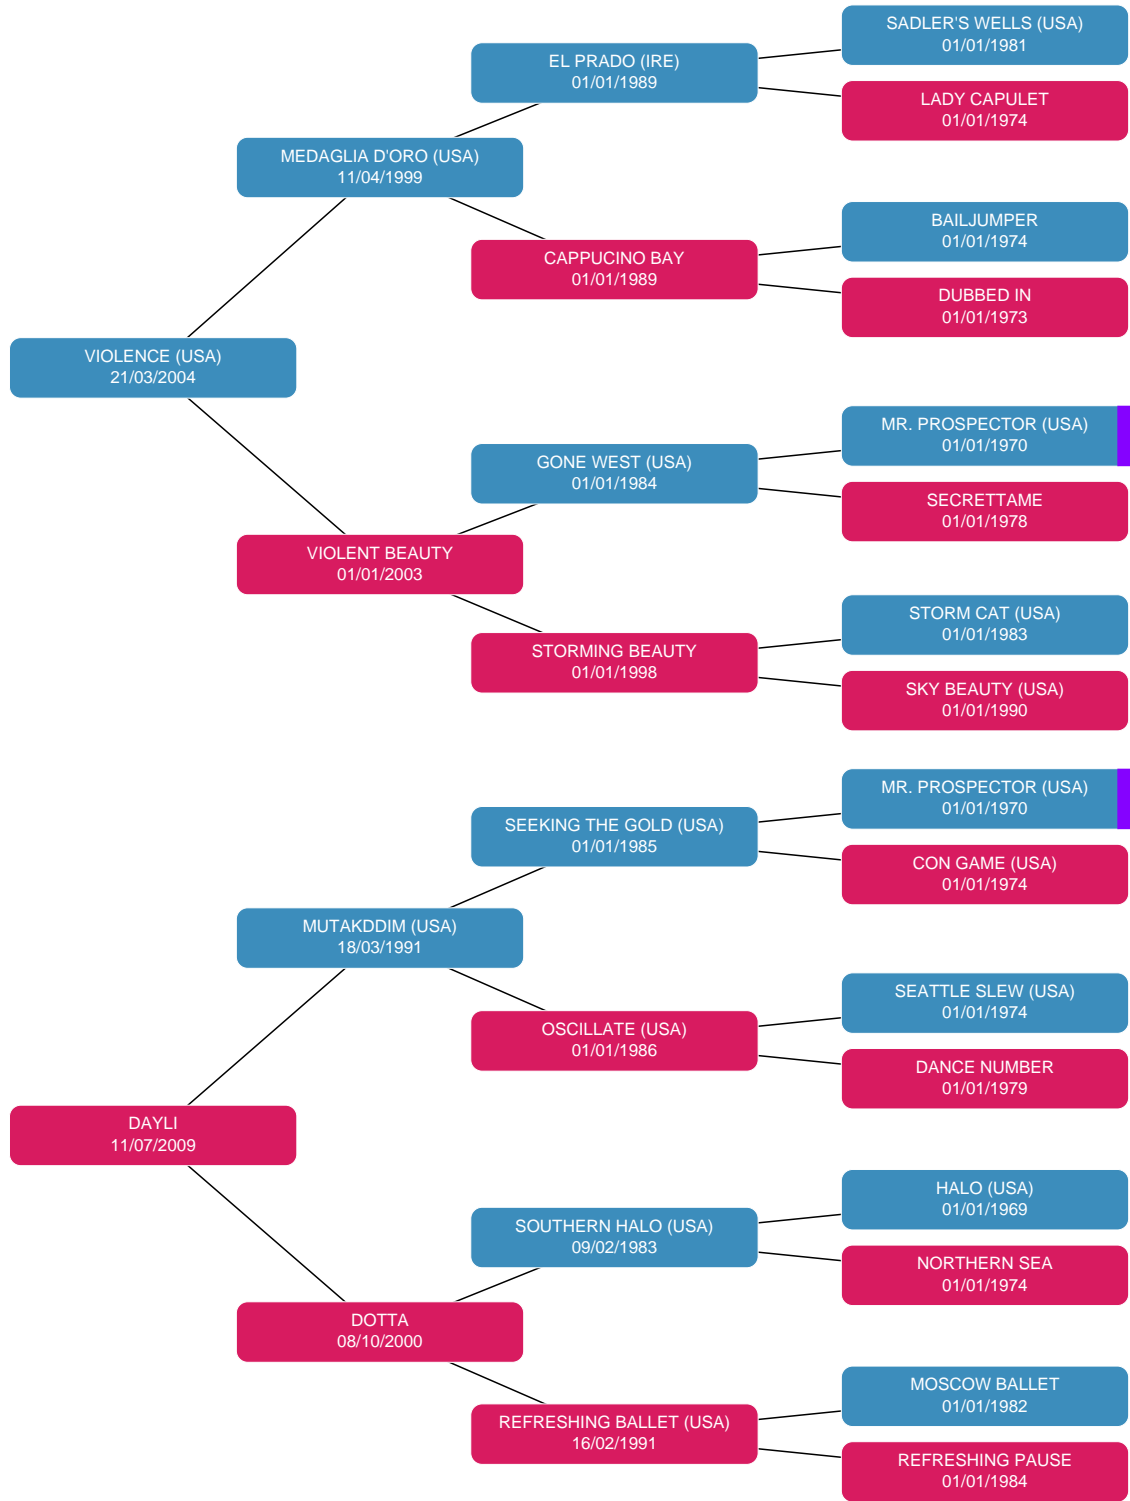 SADLER'S WELLS (USA)
01/01/1981
EL PRADO (IRE)
01/01/1989
LADY CAPULET
01/01/1974
MEDAGLIA D'ORO (USA)
11/04/1999
BAILJUMPER
01/01/1974
CAPPUCINO BAY
01/01/1989
DUBBED IN
01/01/1973
VIOLENCE (USA)
21/03/2004
MR. PROSPECTOR (USA)
01/01/1970
GONE WEST (USA)
01/01/1984
SECRETTAME
01/01/1978
VIOLENT BEAUTY
01/01/2003
STORM CAT (USA)
01/01/1983
STORMING BEAUTY
01/01/1998
SKY BEAUTY (USA)
01/01/1990
MR. PROSPECTOR (USA)
01/01/1970
SEEKING THE GOLD (USA)
01/01/1985
CON GAME (USA)
01/01/1974
MUTAKDDIM (USA)
18/03/1991
SEATTLE SLEW (USA)
01/01/1974
OSCILLATE (USA)
01/01/1986
DANCE NUMBER
01/01/1979
DAYLI
11/07/2009
HALO (USA)
01/01/1969
SOUTHERN HALO (USA)
09/02/1983
NORTHERN SEA
01/01/1974
DOTTA
08/10/2000
MOSCOW BALLET
01/01/1982
REFRESHING BALLET (USA)
16/02/1991
REFRESHING PAUSE
01/01/1984